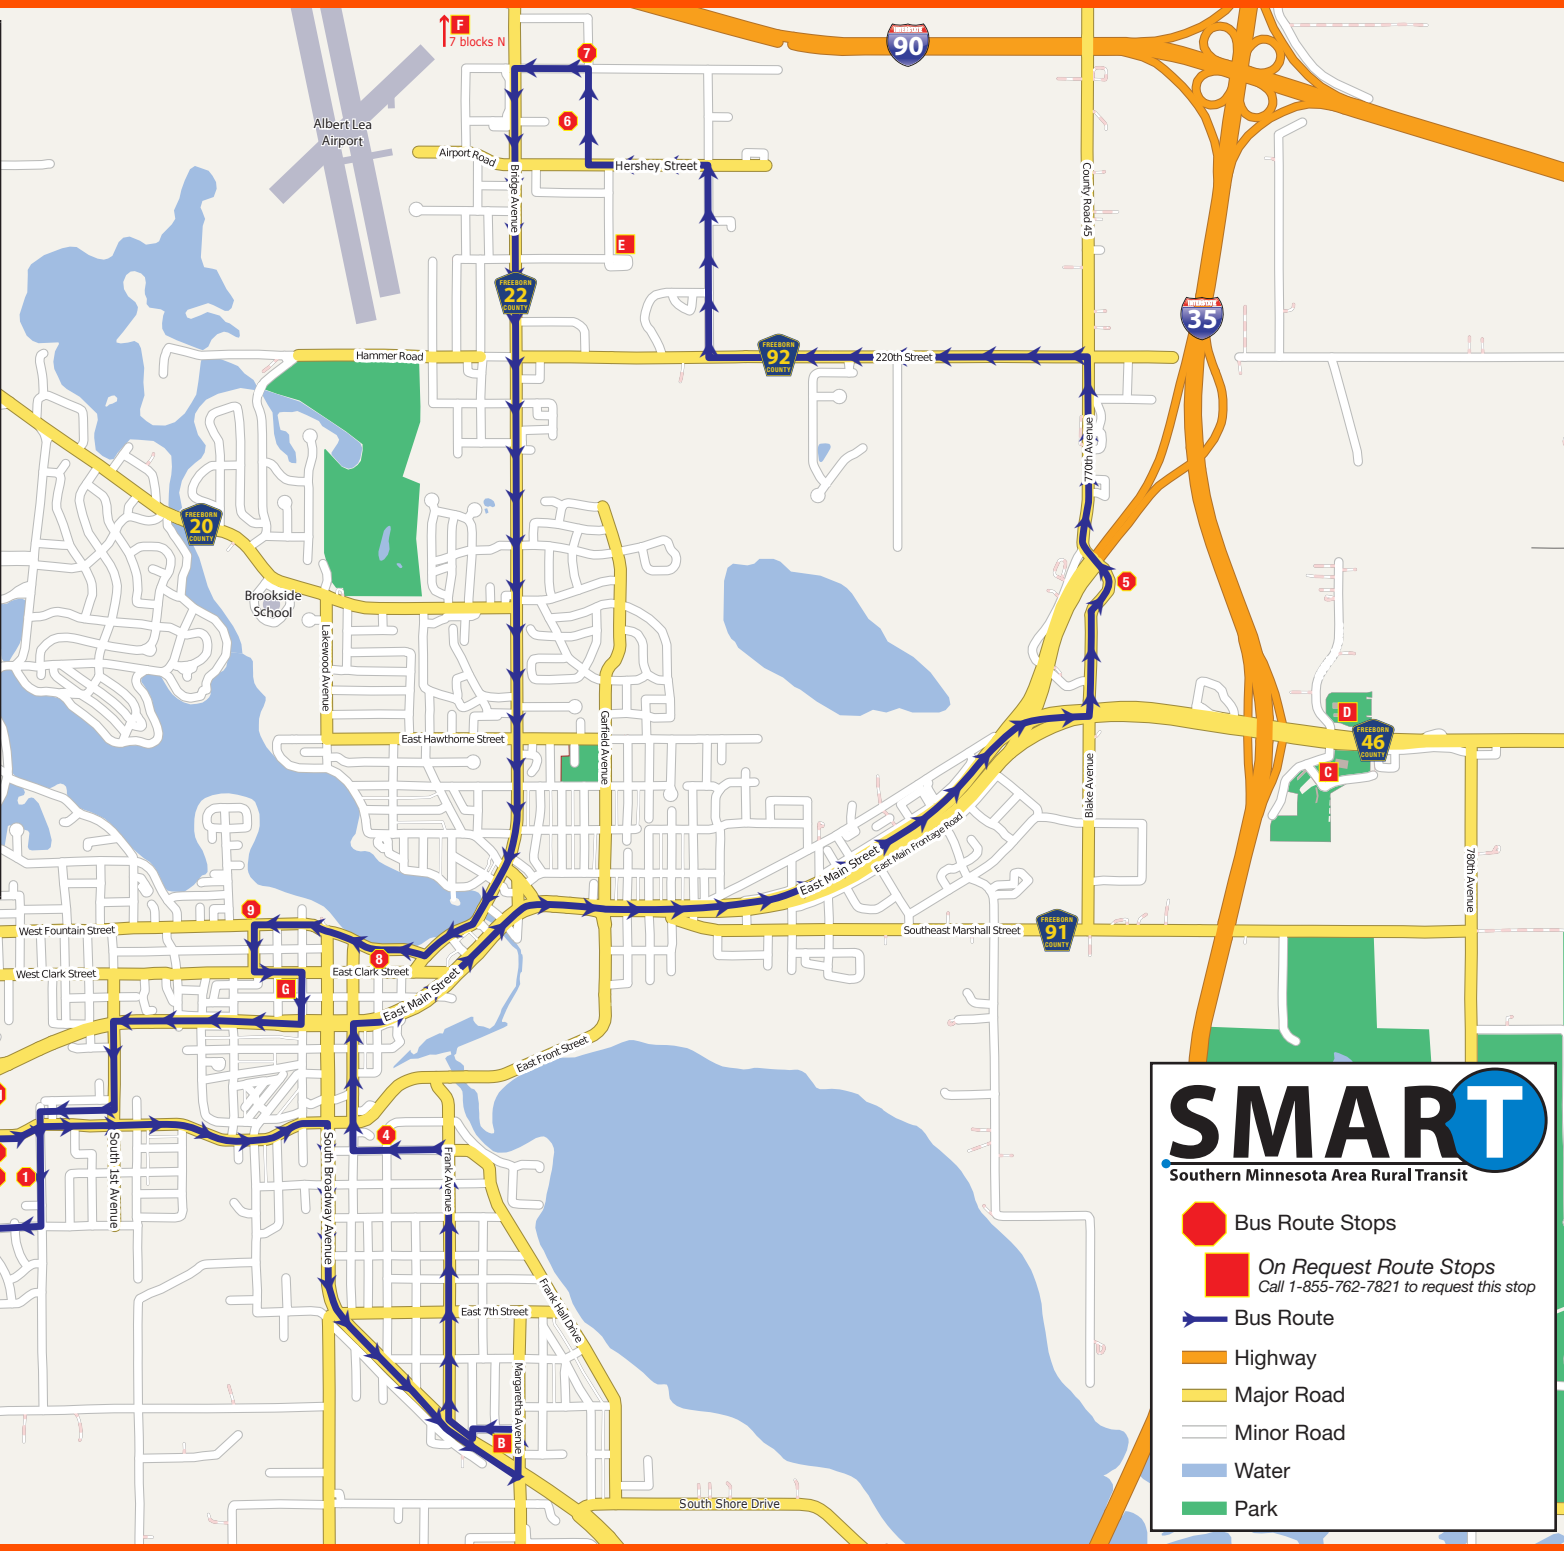 F
7 blocks N
7
INTERSTATE
90
Albert Lea
Airport
6
Airport Road
Hershey Street
Bridge Avenue
County Road 45
E
FREEBORN
22
COUNTY
INTERSTATE
35
Hammer Road
FREEBORN
92
COUNTY
220th Street
770th Avenue
FREEBORN
20
COUNTY
Brookside
School
5
Lakewood Avenue
East Hawthorne Street
Garfield Avenue
D
FREEBORN
46
COUNTY
C
Blake Avenue
East Main Street
East Main Frontage Road
780th Avenue
9
West Fountain Street
8
Southeast Marshall Street
FREEBORN
91
COUNTY
West Clark Street
East Clark Street
G
East Main Street
East Front Street
4
1
South 1st Avenue
South Broadway Avenue
Frank Avenue
Frank Hall Drive
East 7th Street
Margaretha Avenue
B
South Shore Drive
SMART
Southern Minnesota Area Rural Transit
Bus Route Stops
On Request Route Stops
Call 1-855-762-7821 to request this stop
Bus Route
Highway
Major Road
Minor Road
Water
Park